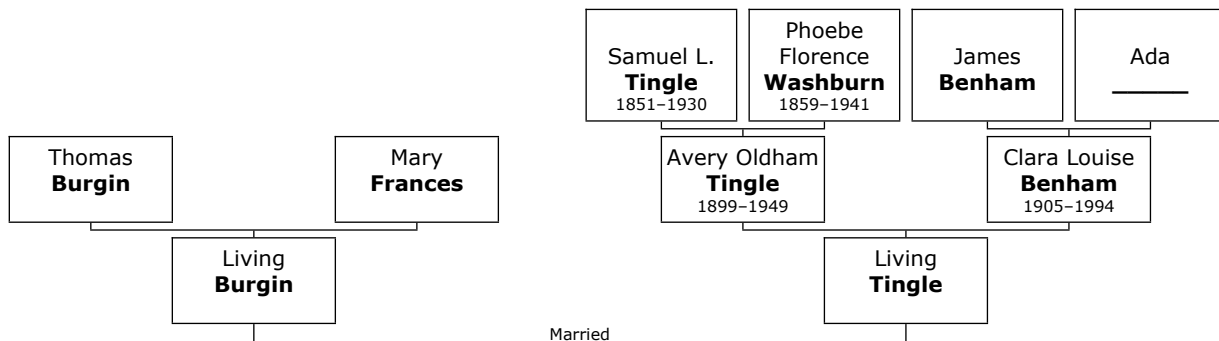 Samuel L.
Tingle
1851–1930
Phoebe
Florence
Washburn
1859–1941
James
Benham
Ada
______
Thomas
Burgin
Mary
Frances
Avery Oldham
Tingle
1899–1949
Clara Louise
Benham
1905–1994
Living
Burgin
Living
Tingle
Married